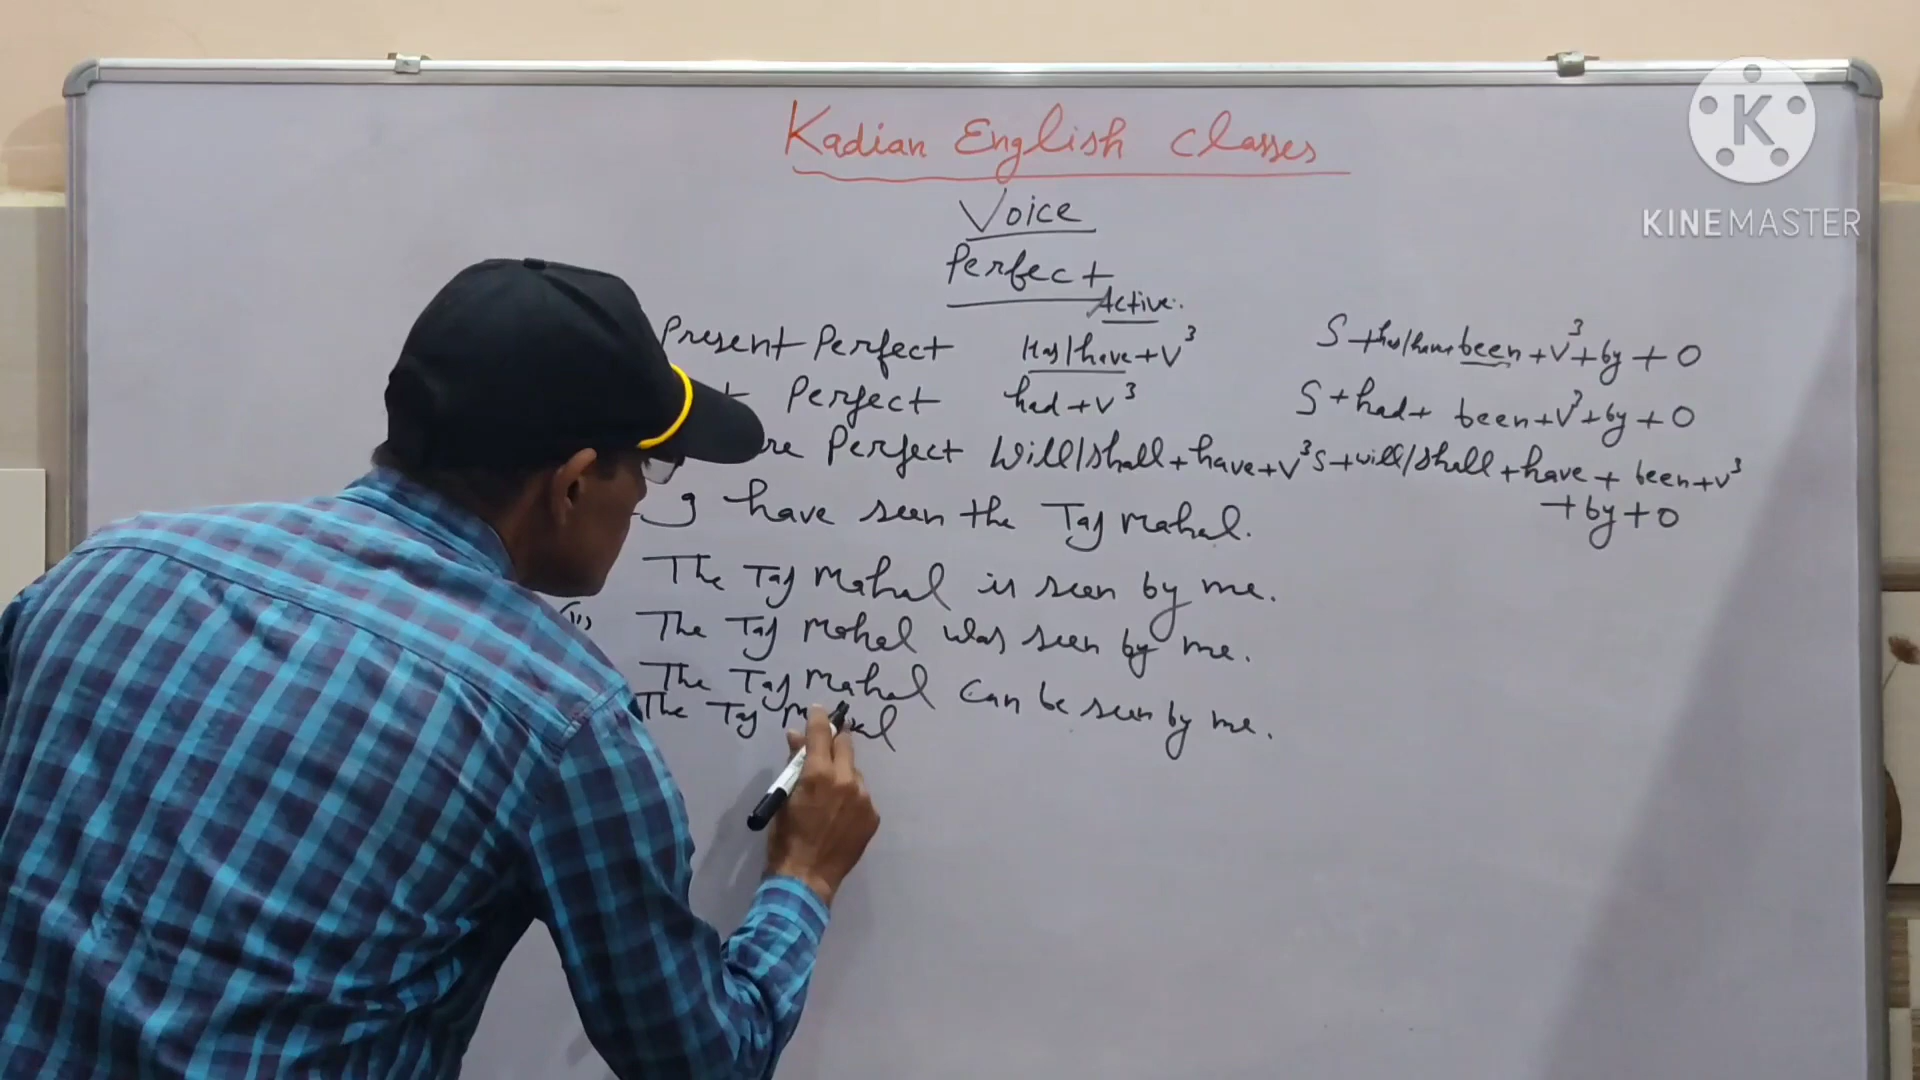 Kadian English Classes
KINEMASTER
Voice
Perfect
Active
Present Perfect Has/have+V³ S+has/have+been+V³+by+O
Perfect had+V³ S+had+been+V³+by+O
re Perfect Will/shall+have+V³ S+will/shall+have+been+V³
+by+O
I have seen the Taj Mahal.
The Taj Mahal is seen by me.
(ii) The Taj Mahal was seen by me.
The Taj Mahal can be seen by me.
The Taj